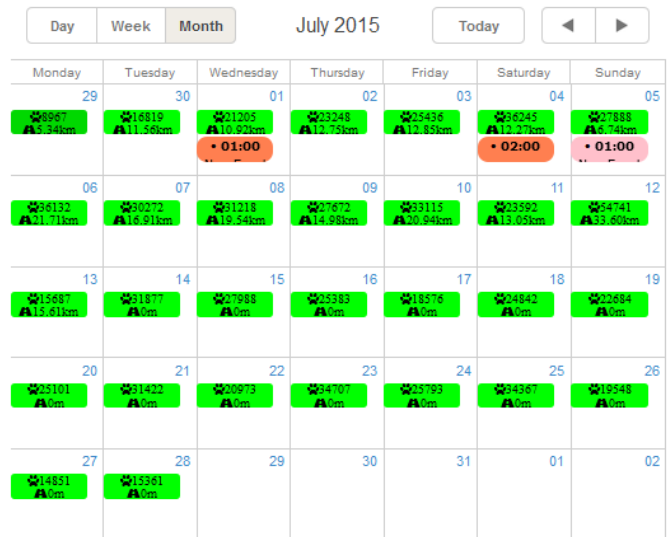 Day Week Month July 2015 Today
Monday Tuesday Wednesday Thursday Friday Saturday Sunday
29 30 01 02 03 04 05
8967 16819 21205 23248 25436 36245 27888
5.34km 11.56km 10.92km 12.75km 12.85km 12.27km 6.74km
• 01:00 • 02:00 • 01:00
06 07 08 09 10 11 12
36132 30272 31218 27672 33115 23592 54741
21.71km 16.91km 19.54km 14.98km 20.94km 13.05km 33.60km
13 14 15 16 17 18 19
15687 31877 27988 25383 18576 24842 22684
15.61km 0m 0m 0m 0m 0m 0m
20 21 22 23 24 25 26
25101 31422 20973 34707 25793 34367 19548
0m 0m 0m 0m 0m 0m 0m
27 28 29 30 31 01 02
14851 15361
0m 0m